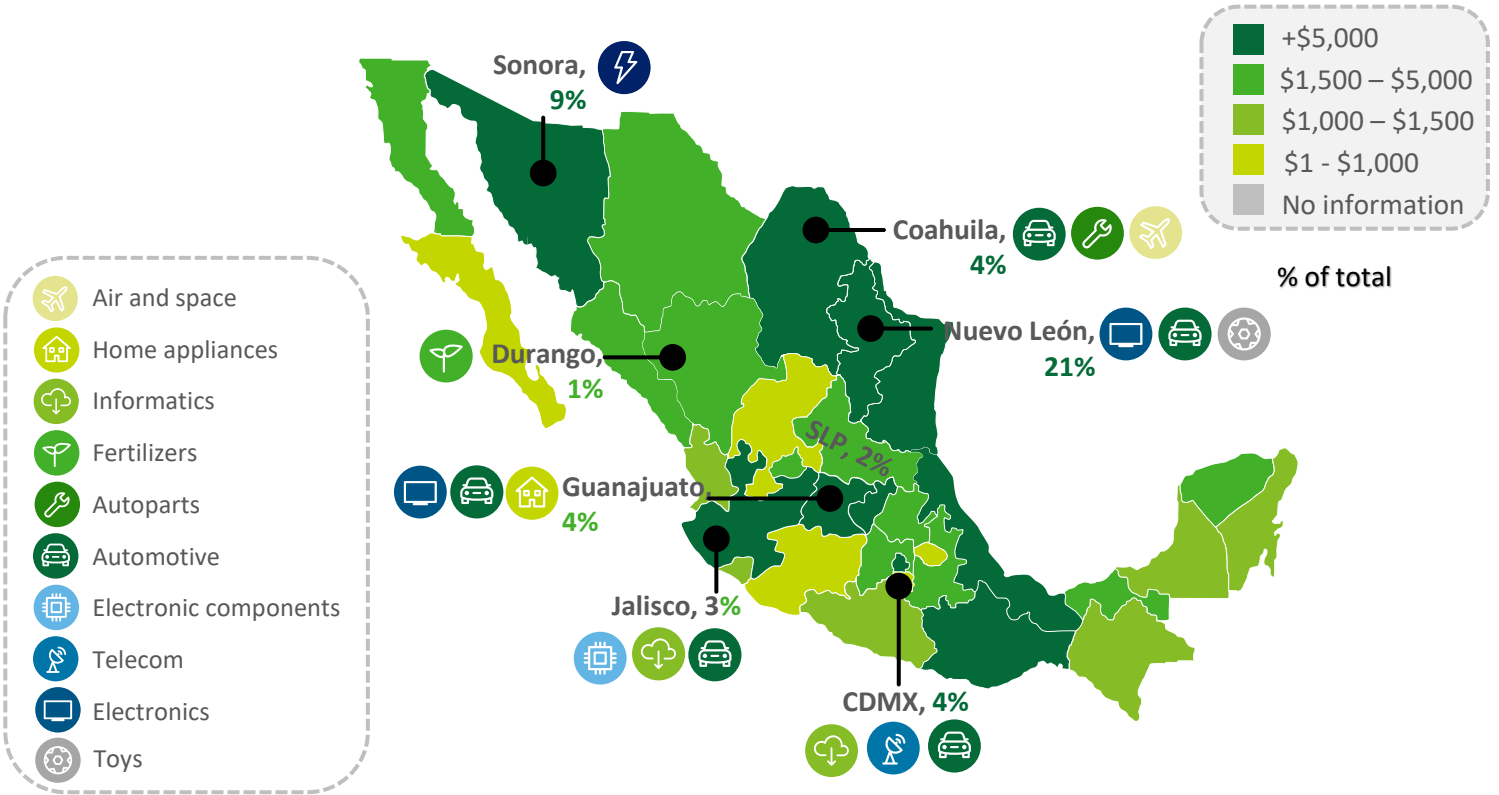 +$5,000
$1,500 – $5,000
$1,000 – $1,500
$1 - $1,000
No information
% of total
Sonora,
9%
Coahuila,
4%
Nuevo León,
21%
Durango,
1%
SLP, 2%
Guanajuato,
4%
Jalisco, 3%
CDMX, 4%
Air and space
Home appliances
Informatics
Fertilizers
Autoparts
Automotive
Electronic components
Telecom
Electronics
Toys